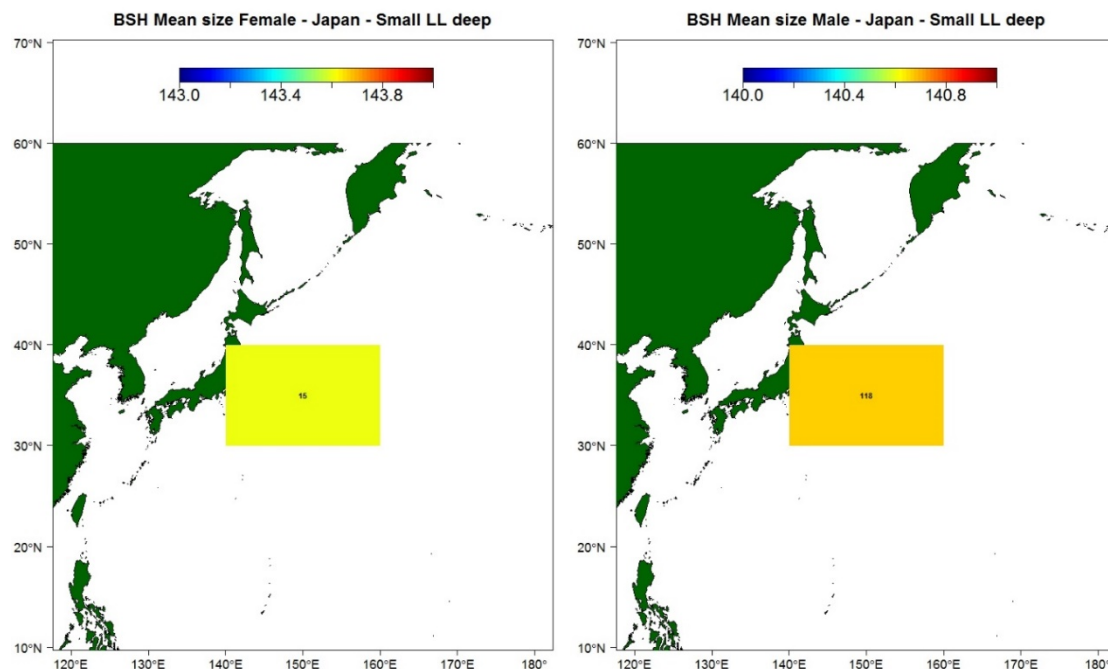 BSH Mean size Female - Japan - Small LL deep
143.0 143.4 143.8
70°N
60°N
50°N
40°N
30°N
20°N
10°N
15
120°E 130°E 140°E 150°E 160°E 170°E 180°
BSH Mean size Male - Japan - Small LL deep
140.0 140.4 140.8
70°N
60°N
50°N
40°N
30°N
20°N
10°N
118
120°E 130°E 140°E 150°E 160°E 170°E